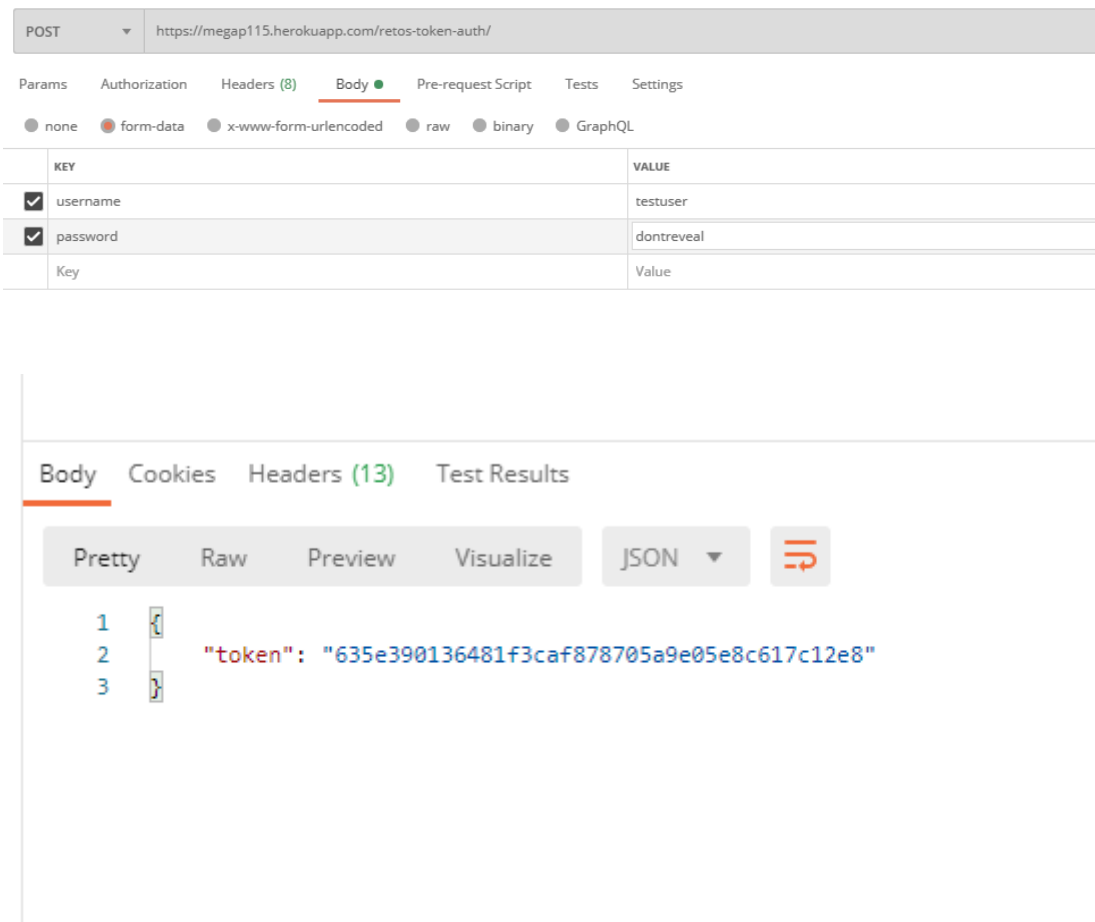 POST https://megap115.herokuapp.com/retos-token-auth/
Params Authorization Headers (8) Body Pre-request Script Tests Settings
none form-data x-www-form-urlencoded raw binary GraphQL
KEY VALUE
username testuser
password dontreveal
Key Value
Body Cookies Headers (13) Test Results
Pretty Raw Preview Visualize JSON
1 {
2 "token": "635e390136481f3caf878705a9e05e8c617c12e8"
3 }